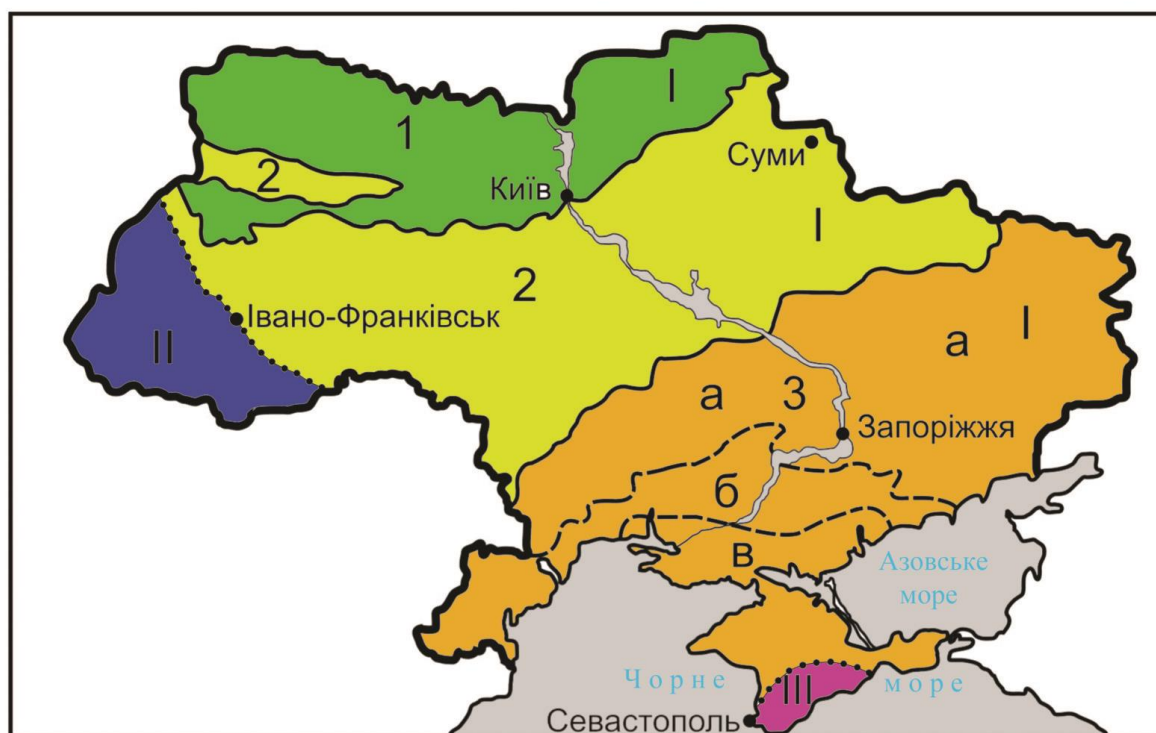 I
1
Суми
2
Київ
I
2
Івано-Франківськ
II
а
I
а
3
Запоріжжя
б
в
Азовське
море
Чорне
море
III
Севастополь